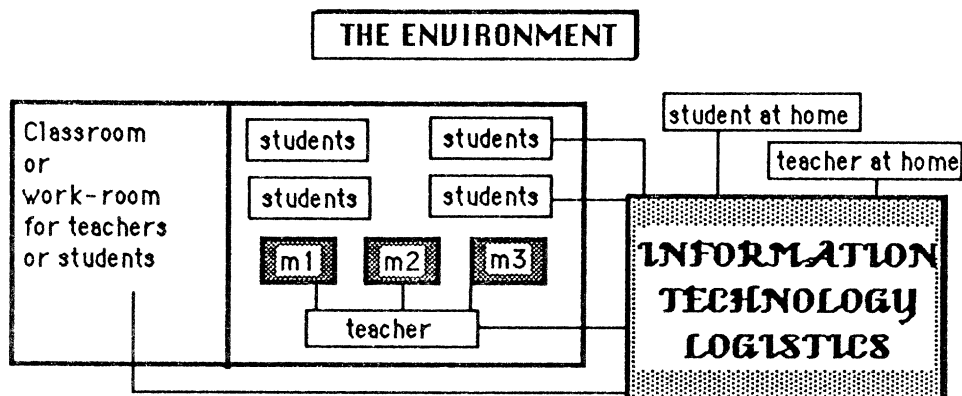 THE ENVIRONMENT
Classroom
or
work-room
for teachers
or students
students
students
students
students
m1
m2
m3
teacher
student at home
teacher at home
INFORMATION
TECHNOLOGY
LOGISTICS